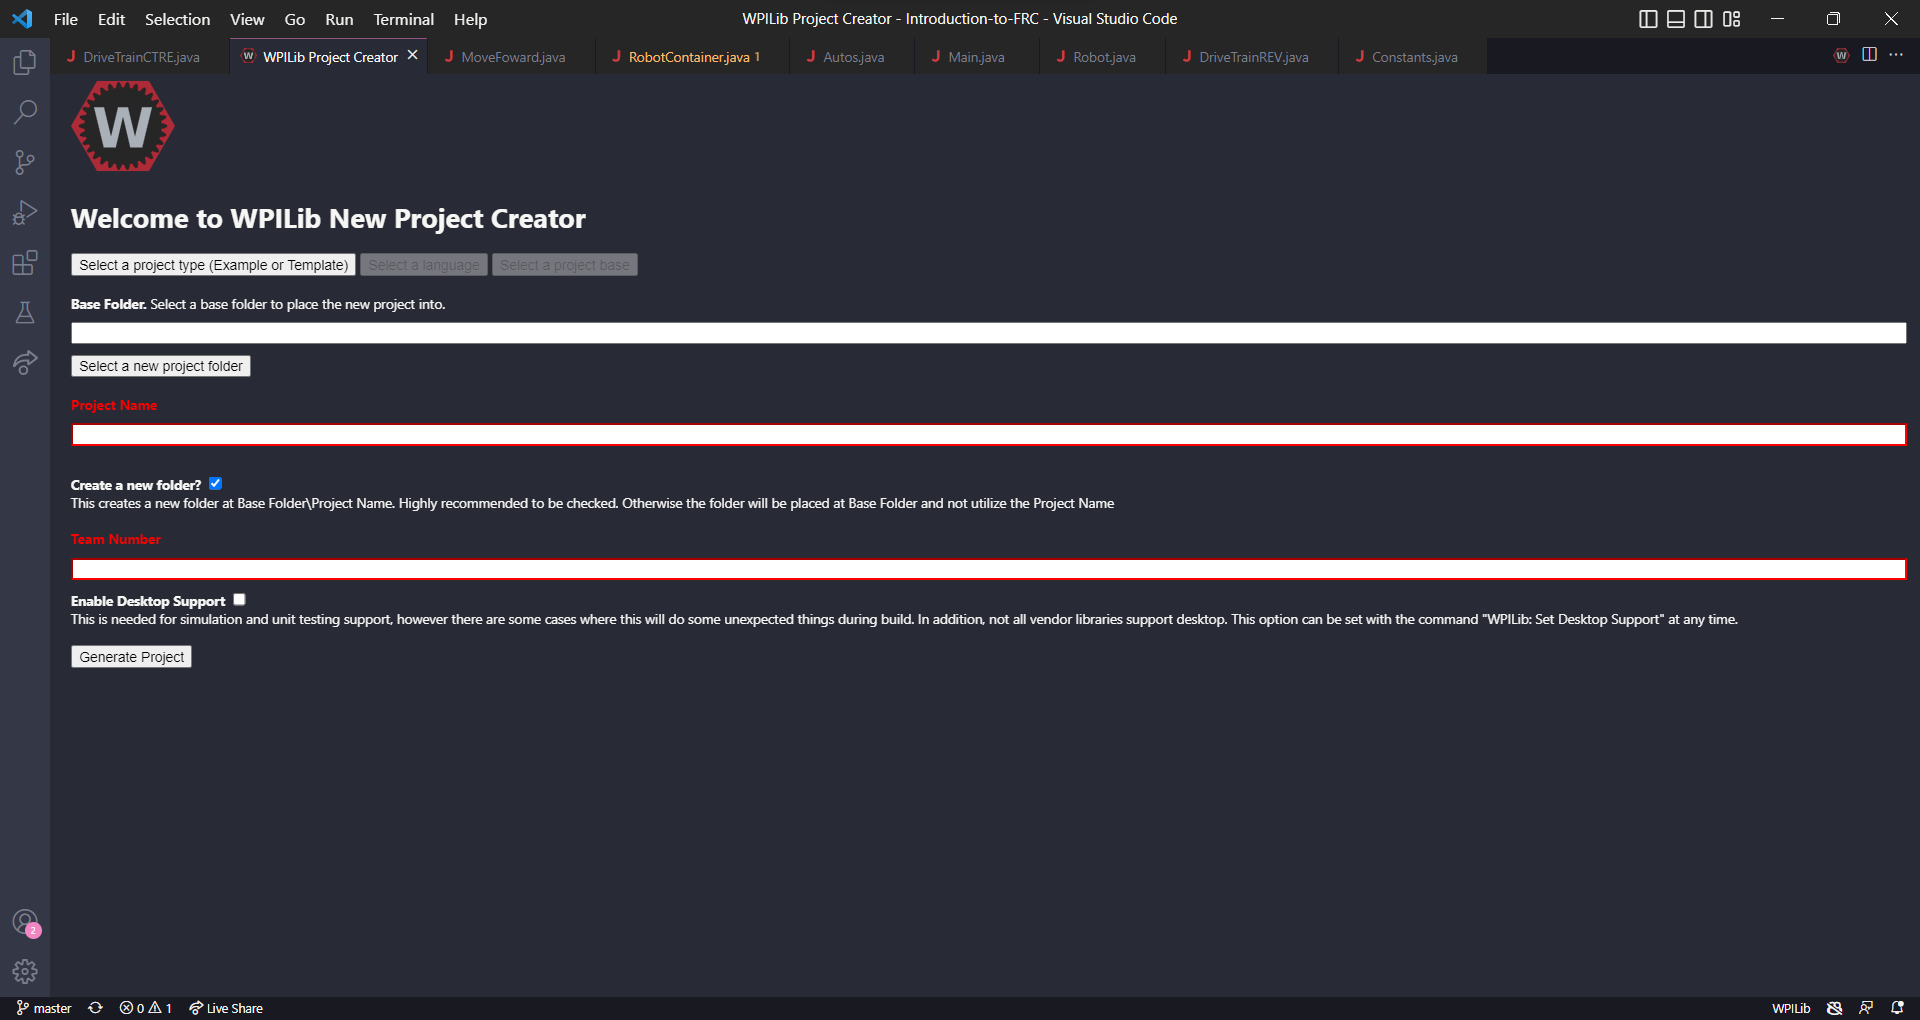 File Edit Selection View Go Run Terminal Help
WPILib Project Creator - Introduction-to-FRC - Visual Studio Code
J DriveTrainCTRE.java
W WPILib Project Creator
J MoveFoward.java
J RobotContainer.java 1
J Autos.java
J Main.java
J Robot.java
J DriveTrainREV.java
J Constants.java
W
W
Welcome to WPILib New Project Creator
Select a project type (Example or Template) Select a language Select a project base
Base Folder. Select a base folder to place the new project into.
Select a new project folder
Project Name
Create a new folder?
This creates a new folder at Base Folder\Project Name. Highly recommended to be checked. Otherwise the folder will be placed at Base Folder and not utilize the Project Name
Team Number
Enable Desktop Support
This is needed for simulation and unit testing support, however there are some cases where this will do some unexpected things during build. In addition, not all vendor libraries support desktop. This option can be set with the command "WPILib: Set Desktop Support" at any time.
Generate Project
2
master 0 1 Live Share
WPILib